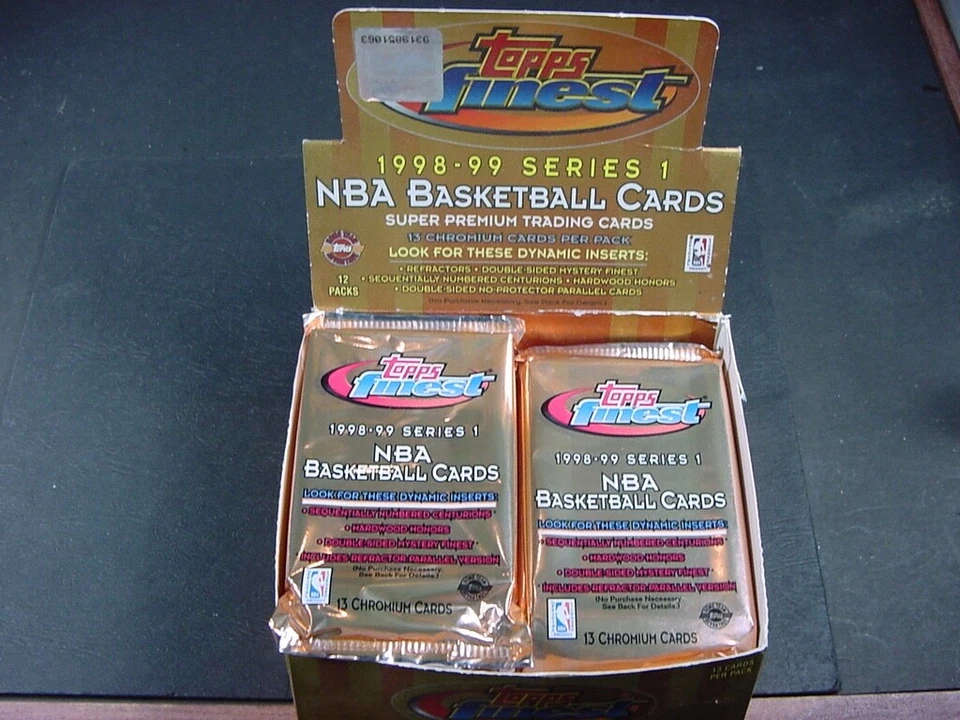 9319851063
TOPPS
finest
1998-99 SERIES 1
NBA BASKETBALL CARDS
SUPER PREMIUM TRADING CARDS
13 CHROMIUM CARDS PER PACK
LOOK FOR THESE DYNAMIC INSERTS:
• REFRACTORS • DOUBLE-SIDED MYSTERY FINEST
• SEQUENTIALLY NUMBERED CENTURIONS • HARDWOOD HONORS
• DOUBLE-SIDED NO-PROTECTOR PARALLEL CARDS
(No Purchase Necessary, See Pack For Details.)
TOPPS
12
PACKS
TOPPS
finest
1998-99 SERIES 1
NBA
BASKETBALL CARDS
LOOK FOR THESE DYNAMIC INSERTS:
• SEQUENTIALLY NUMBERED CENTURIONS •
• HARDWOOD HONORS
• DOUBLE-SIDED MYSTERY FINEST
INCLUDES REFRACTOR PARALLEL VERSION
(No Purchase Necessary.
See Back For Details.)
13 CHROMIUM CARDS
TOPPS
finest
1998-99 SERIES 1
NBA
BASKETBALL CARDS
LOOK FOR THESE DYNAMIC INSERTS:
• SEQUENTIALLY NUMBERED CENTURIONS •
• HARDWOOD HONORS
• DOUBLE-SIDED MYSTERY FINEST
INCLUDES REFRACTOR PARALLEL VERSION
(No Purchase Necessary.
See Back For Details.)
13 CHROMIUM CARDS
13 CARDS
PER PACK
TOPPS
finest